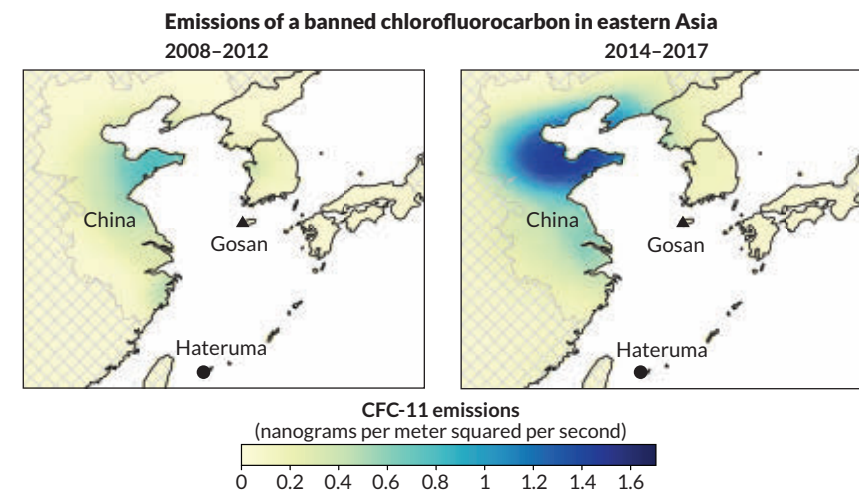 Emissions of a banned chlorofluorocarbon in eastern Asia
2008–2012
2014–2017
China
Gosan
Hateruma
China
Gosan
Hateruma
CFC-11 emissions
(nanograms per meter squared per second)
0 0.2 0.4 0.6 0.8 1 1.2 1.4 1.6